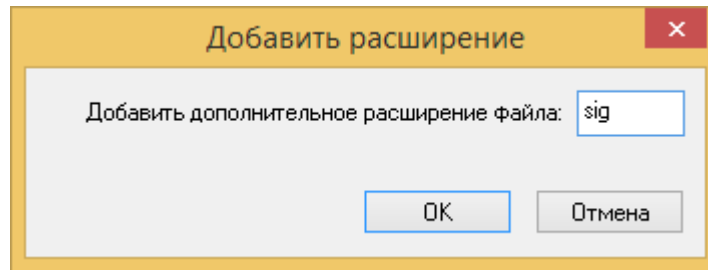 Добавить расширение
Добавить дополнительное расширение файла: sig
OK Отмена